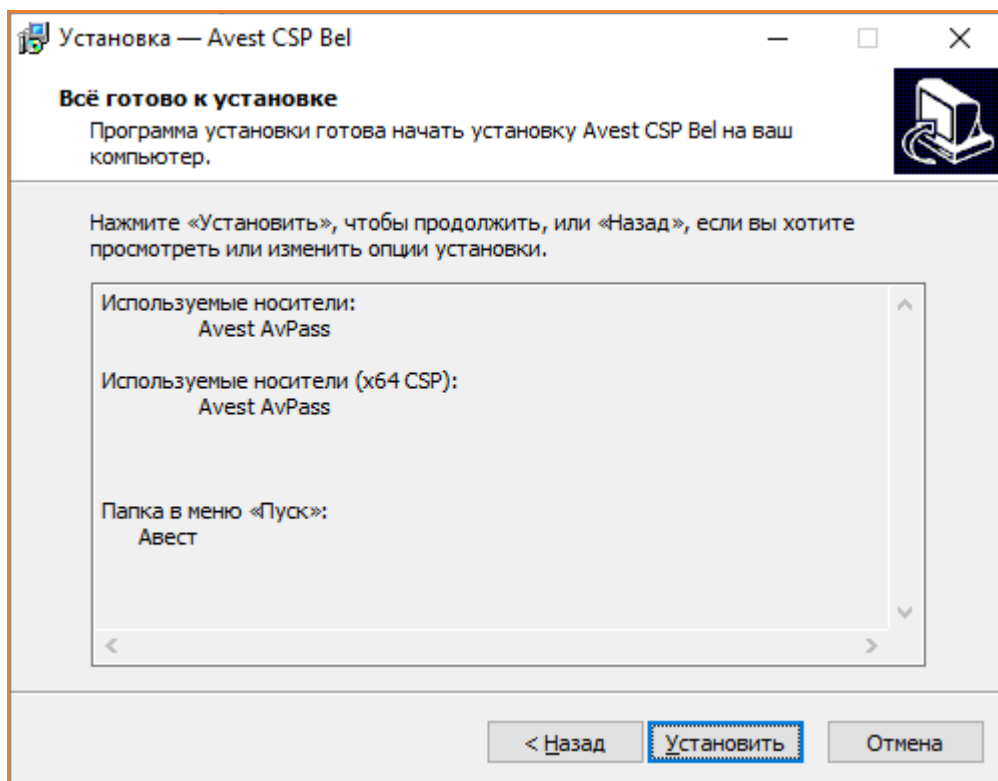 Установка — Avest CSP Bel
Всё готово к установке
Программа установки готова начать установку Avest CSP Bel на ваш
компьютер.
Нажмите «Установить», чтобы продолжить, или «Назад», если вы хотите
просмотреть или изменить опции установки.
Используемые носители:
Avest AvPass
Используемые носители (x64 CSP):
Avest AvPass
Папка в меню «Пуск»:
Авест
< Назад
Установить
Отмена